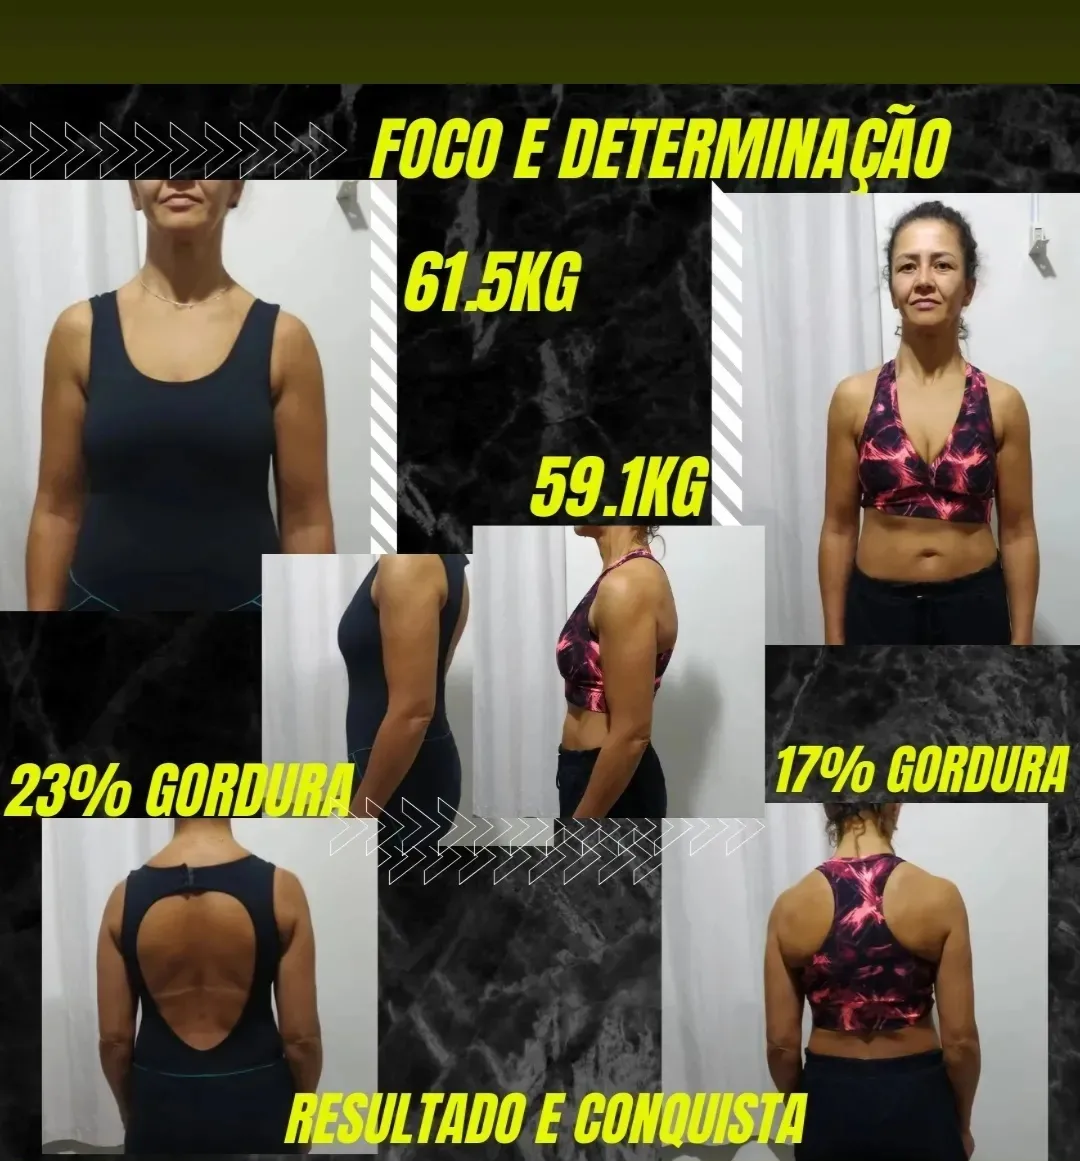 FOCO E DETERMINAÇÃO
61.5KG
59.1KG
23% GORDURA
17% GORDURA
RESULTADO E CONQUISTA